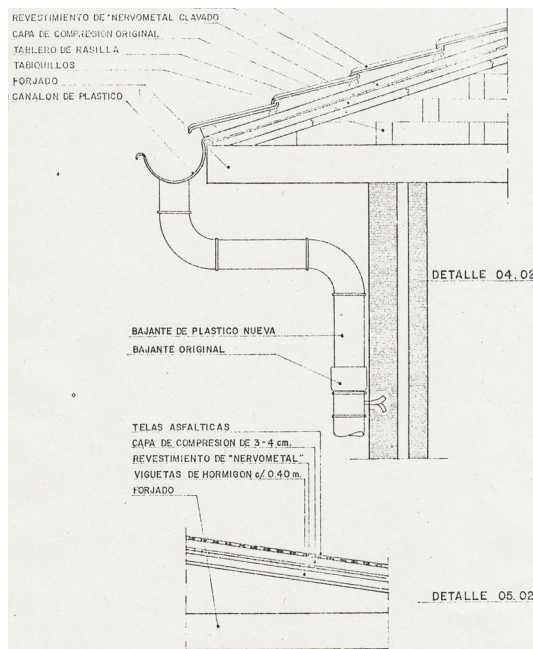 REVESTIMIENTO DE "NERVOMETAL CLAVADO
CAPA DE COMPRESION ORIGINAL
TABLERO DE RASILLA
TABIQUILLOS
FORJADO
CANALON DE PLASTICO
DETALLE 04.02
BAJANTE DE PLASTICO NUEVA
BAJANTE ORIGINAL
TELAS ASFALTICAS
CAPA DE COMPRESION DE 3-4 cm.
REVESTIMIENTO DE "NERVOMETAL"
VIGUETAS DE HORMIGON c/ 0.40 m.
FORJADO
DETALLE 05.02